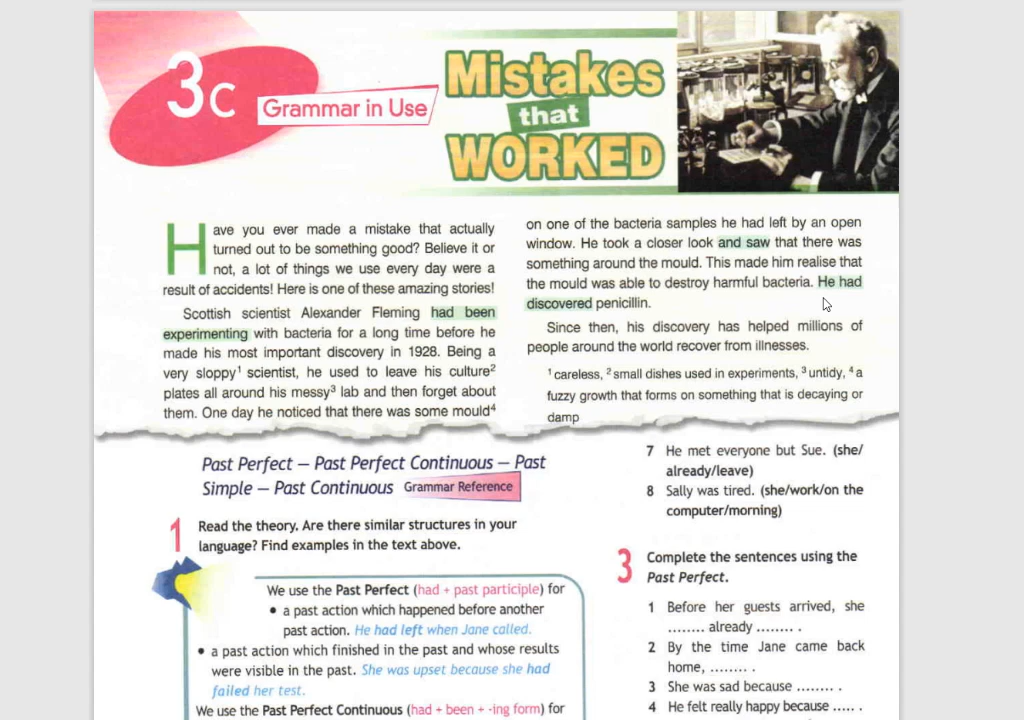 3c
Grammar in Use
Mistakes
that
WORKED
Have you ever made a mistake that actually
turned out to be something good? Believe it or
not, a lot of things we use every day were a
result of accidents! Here is one of these amazing stories!
Scottish scientist Alexander Fleming had been
experimenting with bacteria for a long time before he
made his most important discovery in 1928. Being a
very sloppy¹ scientist, he used to leave his culture²
plates all around his messy³ lab and then forget about
them. One day he noticed that there was some mould⁴
on one of the bacteria samples he had left by an open
window. He took a closer look and saw that there was
something around the mould. This made him realise that
the mould was able to destroy harmful bacteria. He had
discovered penicillin.
Since then, his discovery has helped millions of
people around the world recover from illnesses.
¹ careless, ² small dishes used in experiments, ³ untidy, ⁴ a
fuzzy growth that forms on something that is decaying or
damp
Past Perfect – Past Perfect Continuous – Past
Simple – Past Continuous Grammar Reference
1 Read the theory. Are there similar structures in your
language? Find examples in the text above.
We use the Past Perfect (had + past participle) for
• a past action which happened before another
past action. He had left when Jane called.
• a past action which finished in the past and whose results
were visible in the past. She was upset because she had
failed her test.
We use the Past Perfect Continuous (had + been + -ing form) for
7 He met everyone but Sue. (she/
already/leave)
8 Sally was tired. (she/work/on the
computer/morning)
3 Complete the sentences using the
Past Perfect.
1 Before her guests arrived, she
........ already ........ .
2 By the time Jane came back
home, ........ .
3 She was sad because ........ .
4 He felt really happy because ..... .